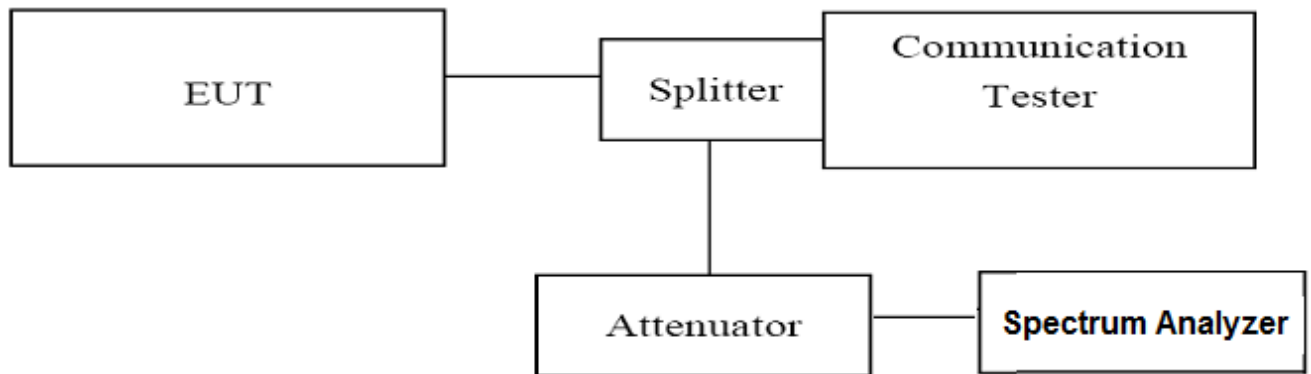 EUT
Splitter
Communication
Tester
Attenuator
Spectrum Analyzer